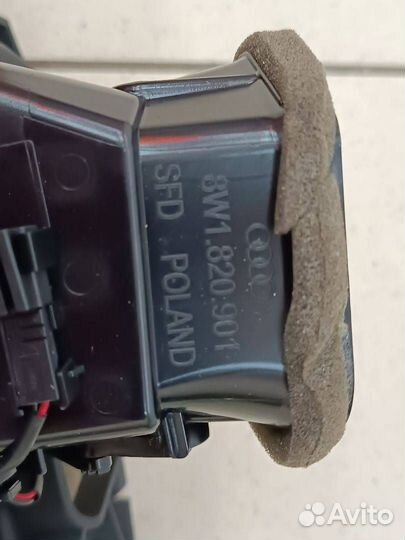 8W1.820.901
SFD . POLAND
Avito